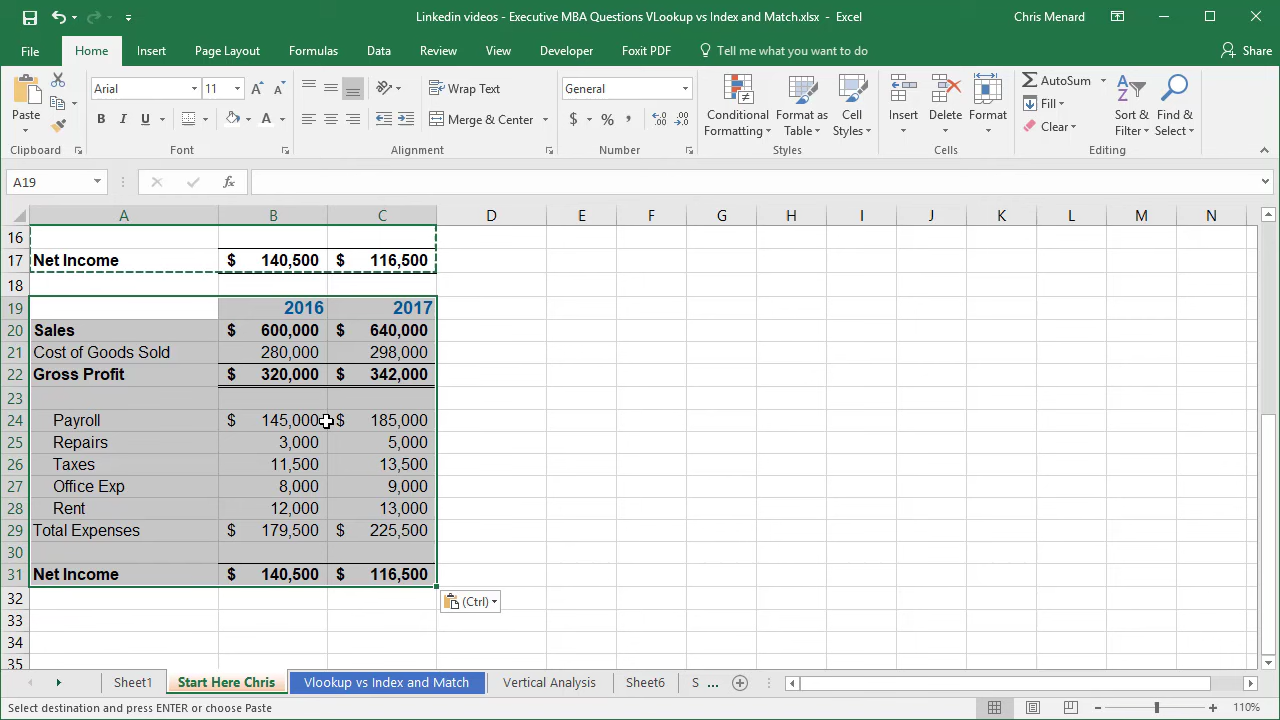 Linkedin videos - Executive MBA Questions VLookup vs Index and Match.xlsx - Excel
Chris Menard
File Home Insert Page Layout Formulas Data Review View Developer Foxit PDF Tell me what you want to do Share
Paste
Clipboard
Arial 11
B I U A
Font
Wrap Text
Merge & Center
Alignment
General
$ % ,
Number
Conditional Formatting
Format as Table
Cell Styles
Styles
Insert Delete Format
Cells
AutoSum
Fill
Clear
Sort & Filter
Find & Select
Editing
A19 fx
A B C D E F G H I J K L M N
16
17 Net Income $ 140,500 $ 116,500
18
19 2016 2017
20 Sales $ 600,000 $ 640,000
21 Cost of Goods Sold 280,000 298,000
22 Gross Profit $ 320,000 $ 342,000
23
24 Payroll $ 145,000 $ 185,000
25 Repairs 3,000 5,000
26 Taxes 11,500 13,500
27 Office Exp 8,000 9,000
28 Rent 12,000 13,000
29 Total Expenses $ 179,500 $ 225,500
30
31 Net Income $ 140,500 $ 116,500
32
(Ctrl)
33
34
35
Sheet1 Start Here Chris Vlookup vs Index and Match Vertical Analysis Sheet6 S ...
Select destination and press ENTER or choose Paste
110%